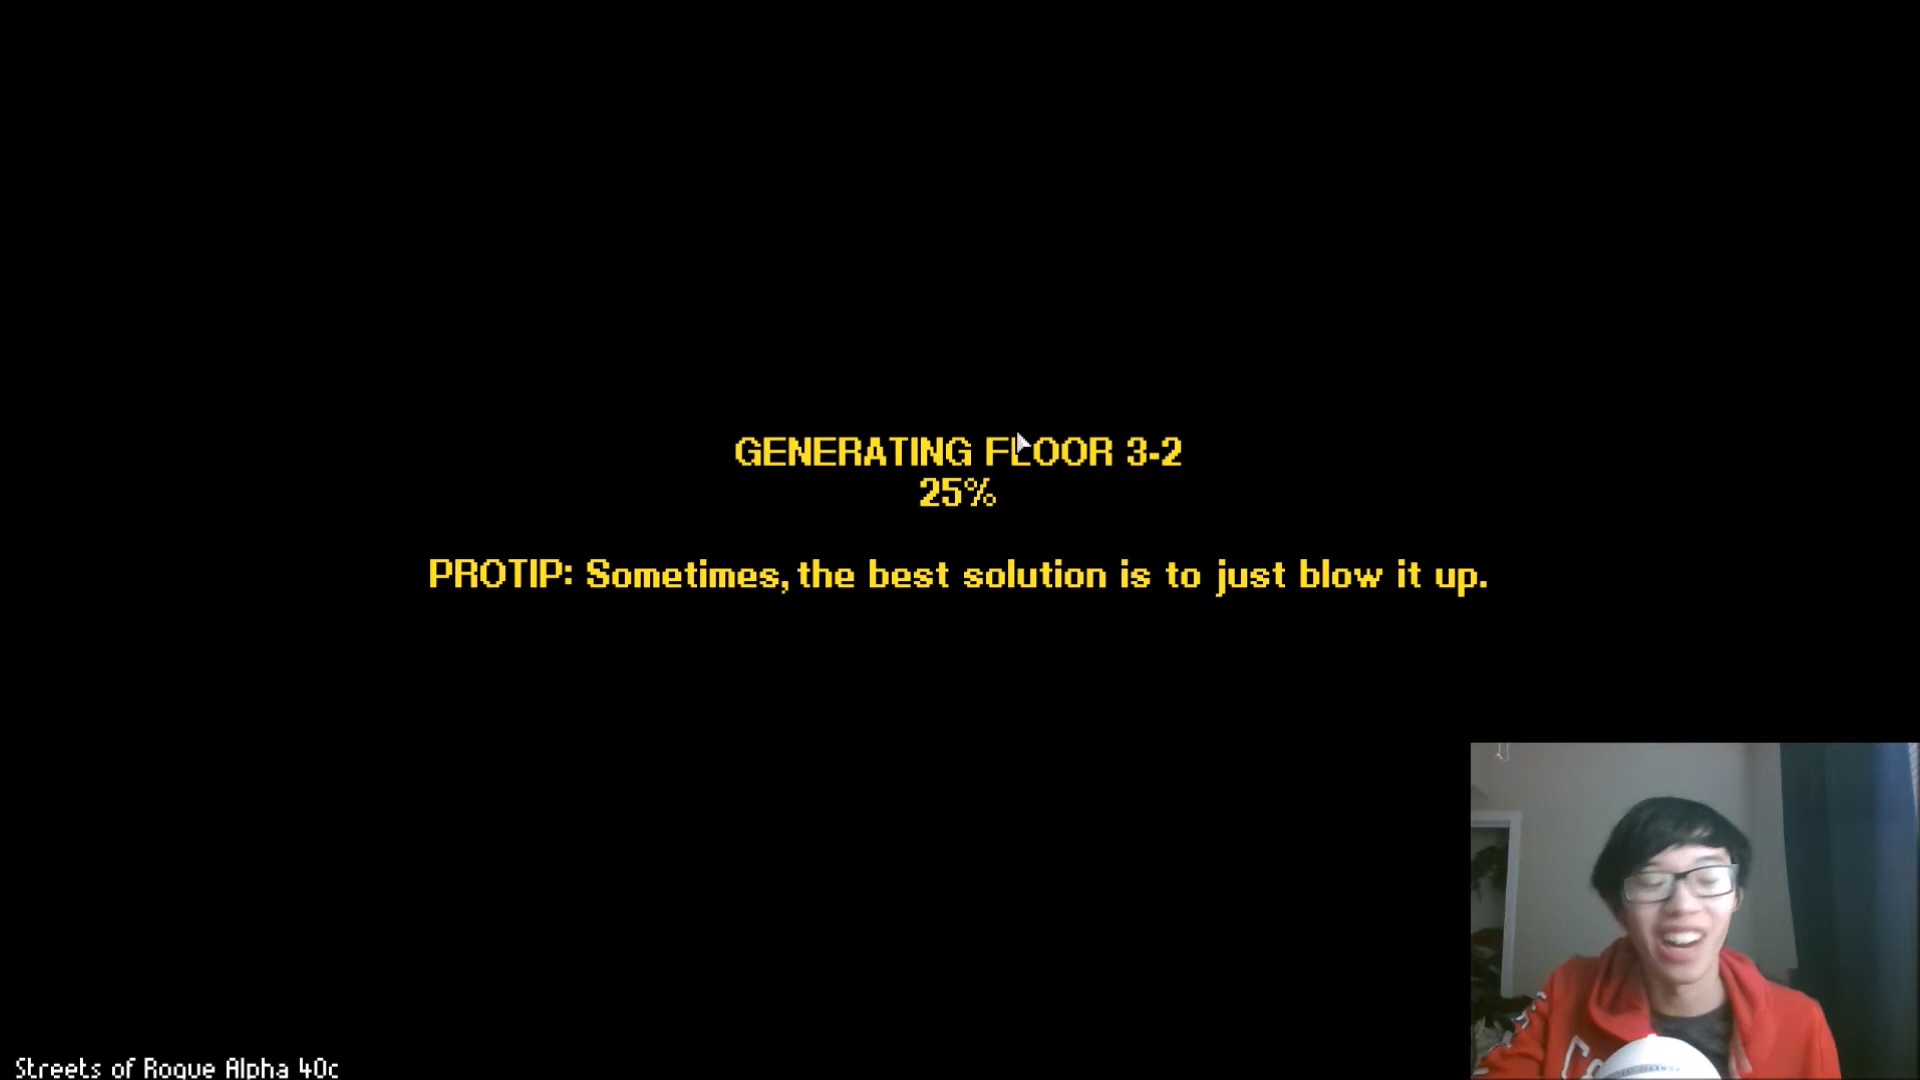 GENERATING FLOOR 3-2
25%
PROTIP: Sometimes, the best solution is to just blow it up.
Streets of Rogue Alpha 40c